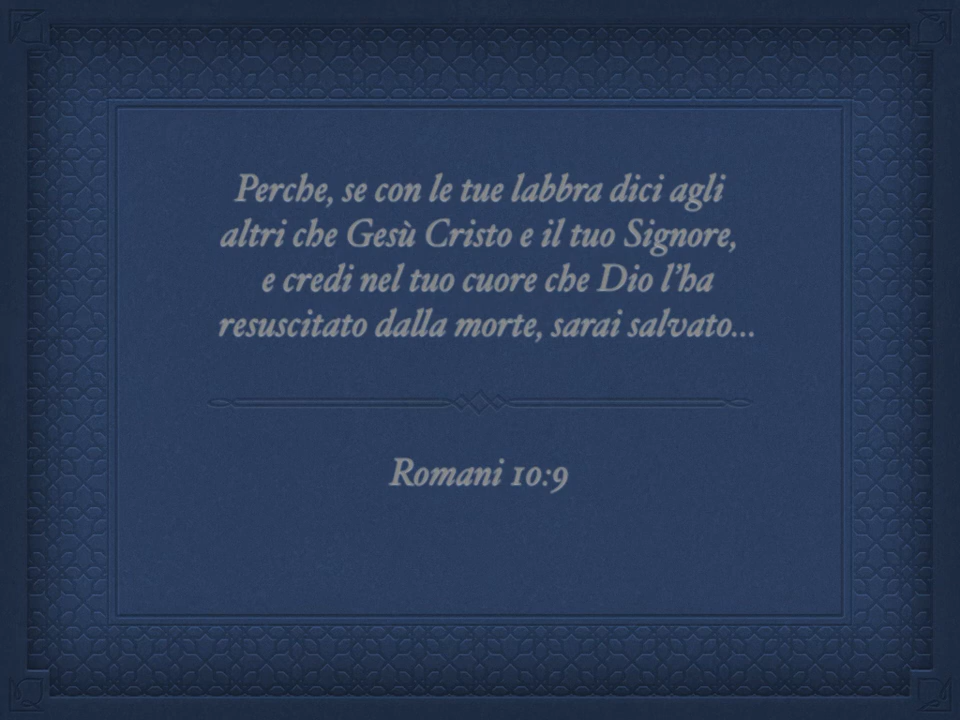 Perche, se con le tue labbra dici agli
altri che Gesù Cristo e il tuo Signore,
e credi nel tuo cuore che Dio l’ha
resuscitato dalla morte, sarai salvato...
Romani 10:9